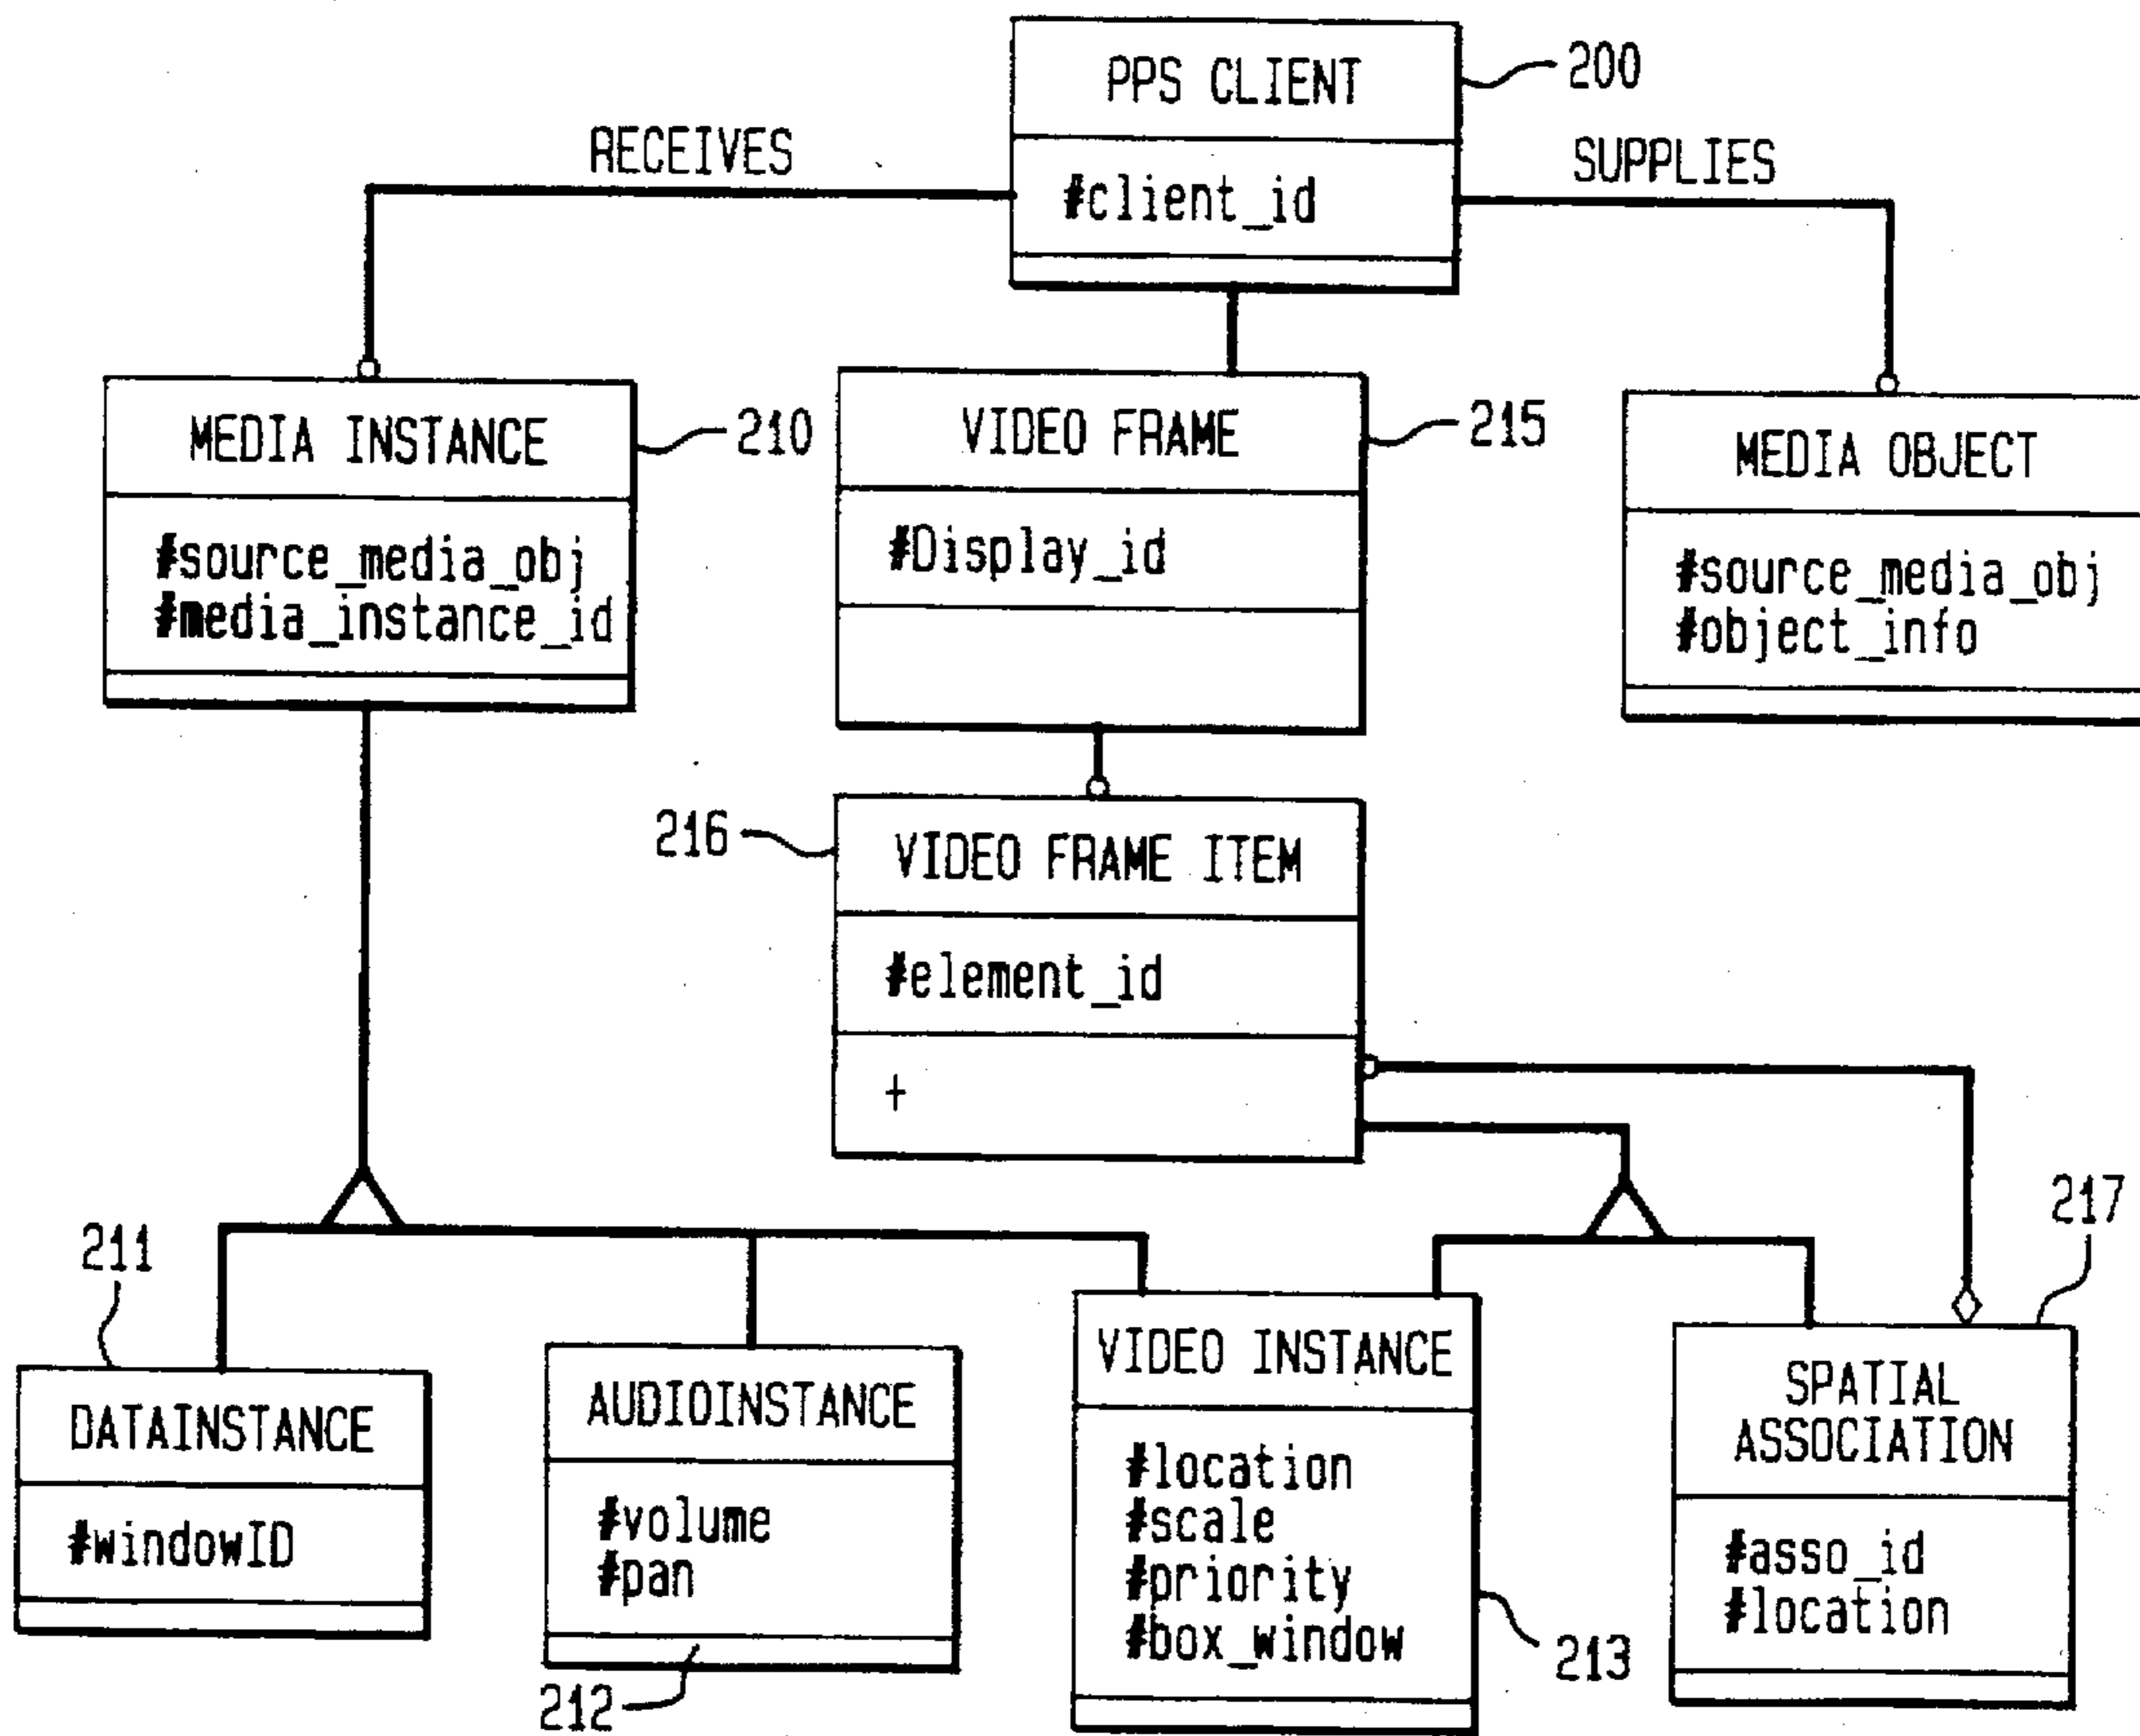 PPS CLIENT
200
#client_id
RECEIVES
SUPPLIES
MEDIA INSTANCE
210
#source_media_obj
#media_instance_id
VIDEO FRAME
215
#Display_id
MEDIA OBJECT
#source_media_obj
#object_info
216
VIDEO FRAME ITEM
#element_id
+
211
DATAINSTANCE
#windowID
AUDIOINSTANCE
#volume
#pan
212
VIDEO INSTANCE
#location
#scale
#priority
#box_window
213
217
SPATIAL
ASSOCIATION
#asso_id
#location